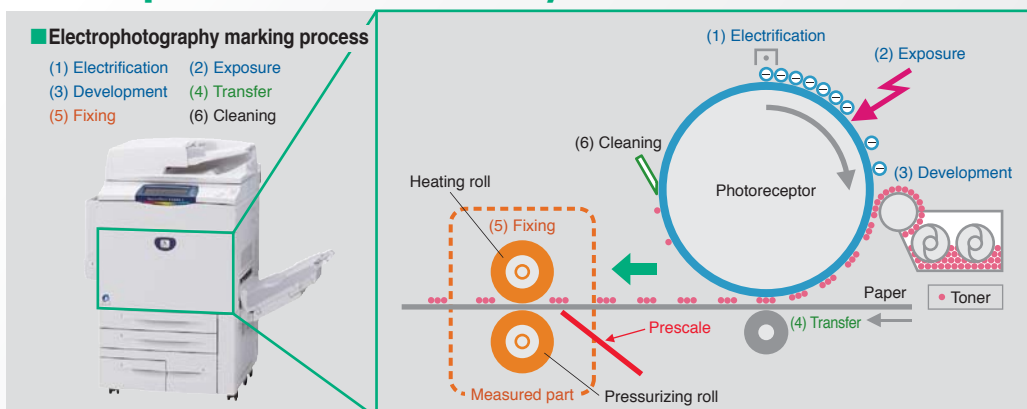 ■Electrophotography marking process
(1) Electrification (2) Exposure
(3) Development (4) Transfer
(5) Fixing (6) Cleaning
(1) Electrification
(2) Exposure
(6) Cleaning
(3) Development
Photoreceptor
Heating roll
(5) Fixing
Paper
Toner
Prescale
(4) Transfer
Measured part
Pressurizing roll